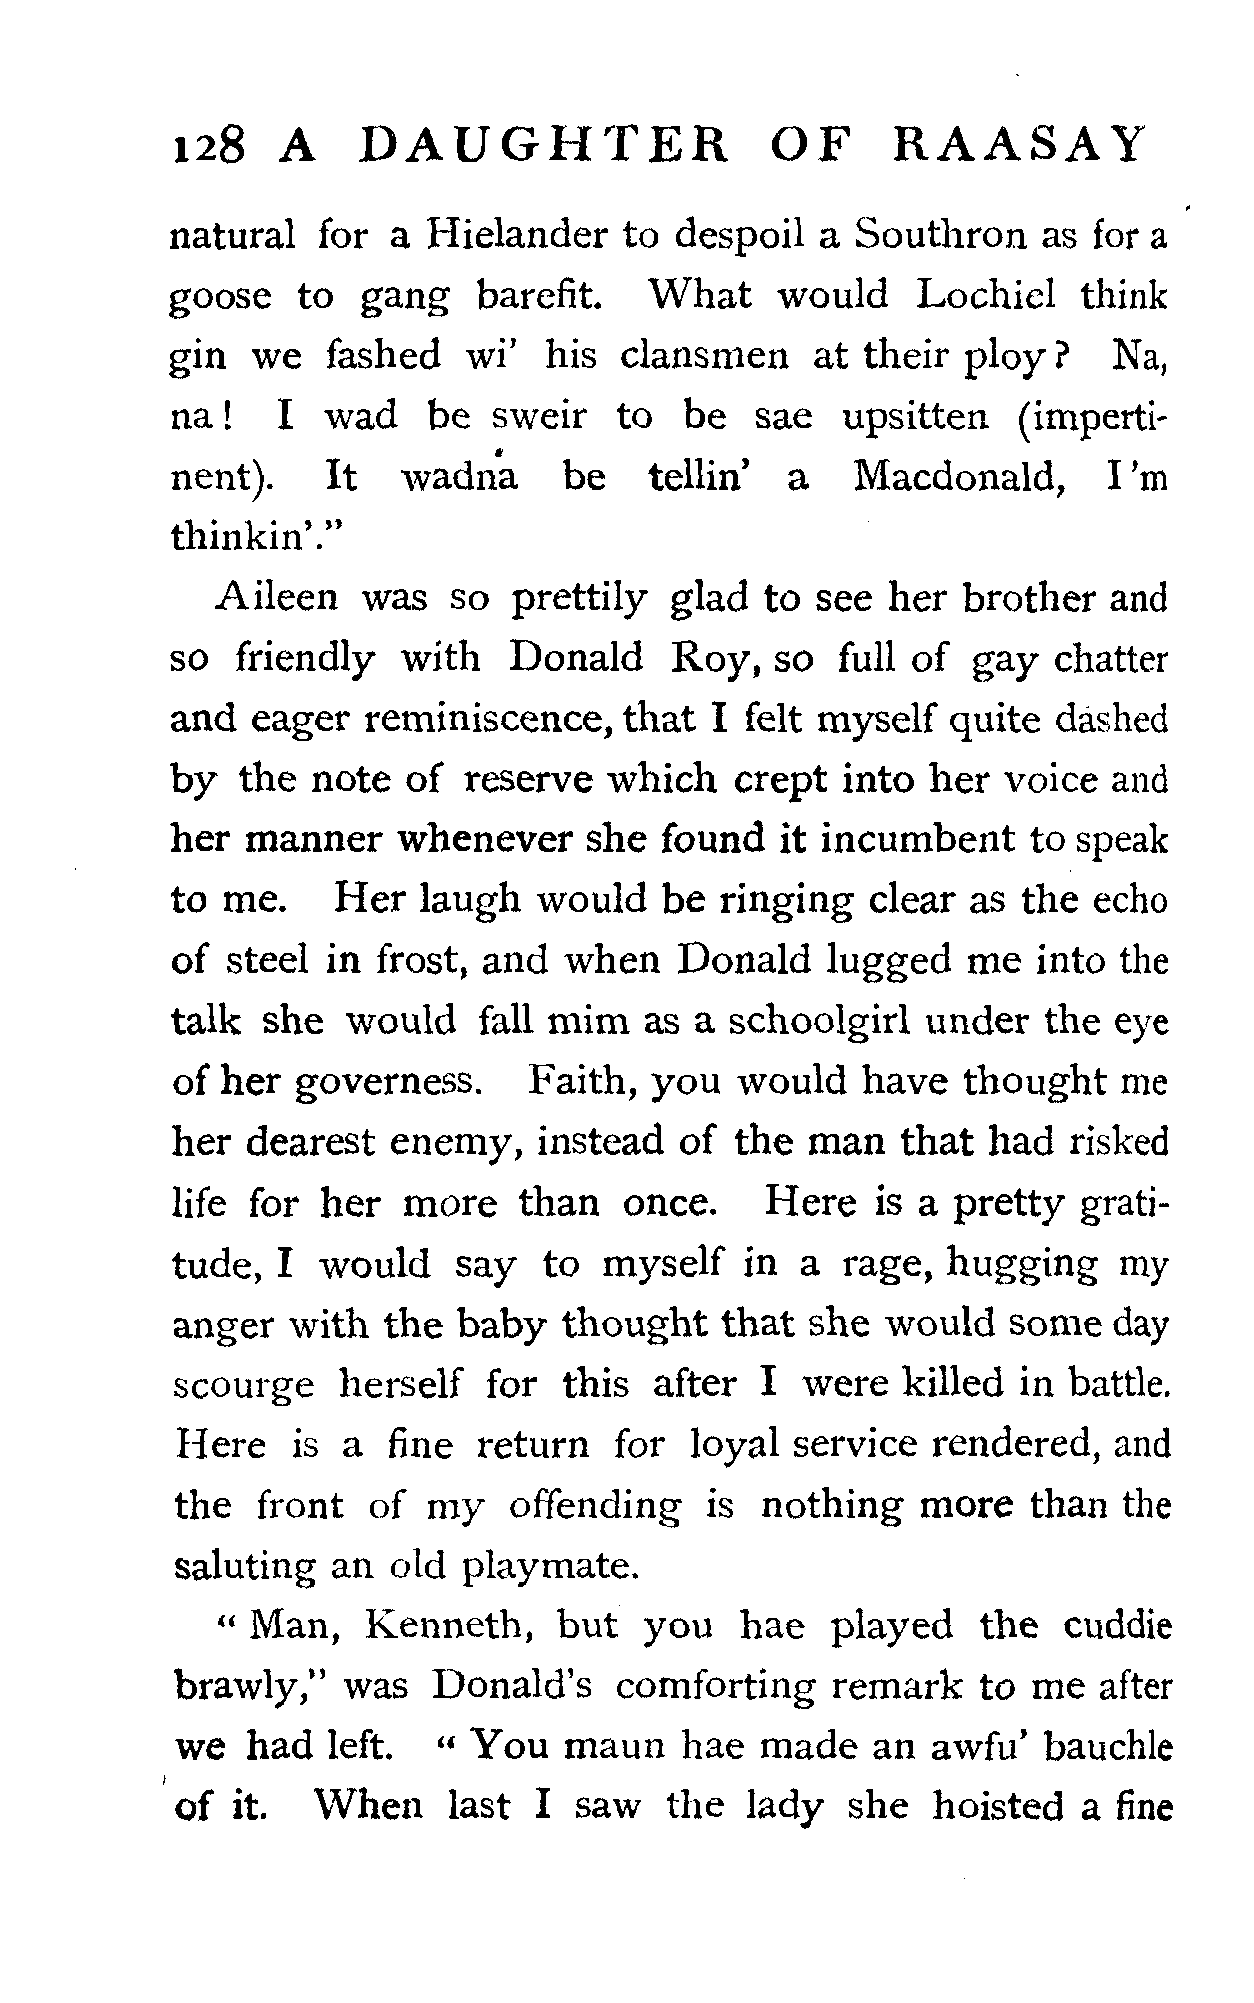 128 A DAUGHTER OF RAASAY
natural for a Hielander to despoil a Southron as for a
goose to gang barefit. What would Lochiel think
gin we fashed wi' his clansmen at their ploy? Na,
na! I wad be sweir to be sae upsitten (imperti-
nent). It wadna be tellin' a Macdonald, I'm
thinkin'."
Aileen was so prettily glad to see her brother and
so friendly with Donald Roy, so full of gay chatter
and eager reminiscence, that I felt myself quite dashed
by the note of reserve which crept into her voice and
her manner whenever she found it incumbent to speak
to me. Her laugh would be ringing clear as the echo
of steel in frost, and when Donald lugged me into the
talk she would fall mim as a schoolgirl under the eye
of her governess. Faith, you would have thought me
her dearest enemy, instead of the man that had risked
life for her more than once. Here is a pretty grati-
tude, I would say to myself in a rage, hugging my
anger with the baby thought that she would some day
scourge herself for this after I were killed in battle.
Here is a fine return for loyal service rendered, and
the front of my offending is nothing more than the
saluting an old playmate.
"Man, Kenneth, but you hae played the cuddie
brawly," was Donald's comforting remark to me after
we had left. "You maun hae made an awfu' bauchle
of it. When last I saw the lady she hoisted a fine